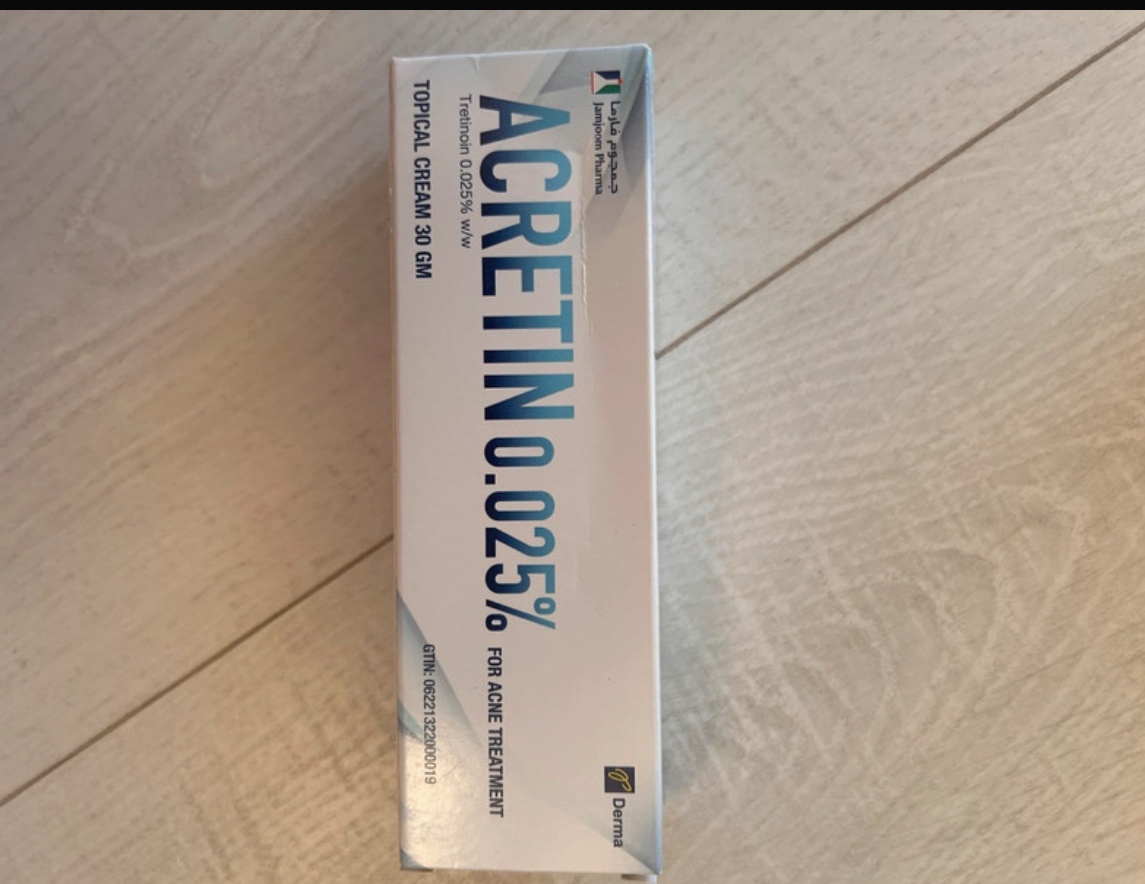 جمجوم فارما
Jamjoom Pharma
ACRETIN 0.025%
Tretinoin 0.025% w/w
FOR ACNE TREATMENT
TOPICAL CREAM 30 GM
GTIN: 06221322000019
Derma